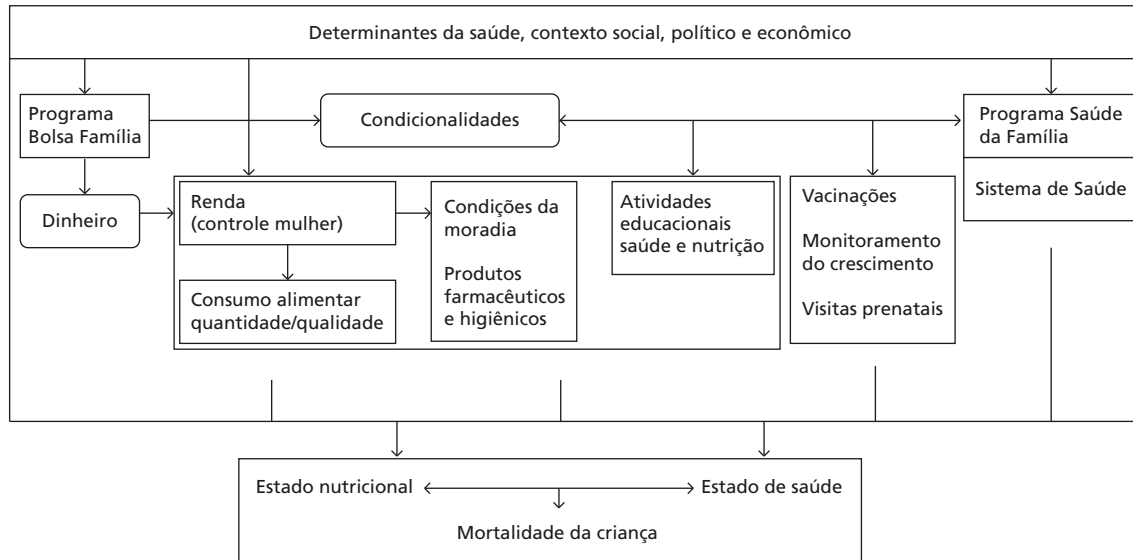 Determinantes da saúde, contexto social, político e econômico
Programa
Bolsa Família
Condicionalidades
Programa Saúde
da Família
Sistema de Saúde
Dinheiro
Renda
(controle mulher)
Consumo alimentar
quantidade/qualidade
Condições da
moradia
Produtos
farmacêuticos
e higiênicos
Atividades
educacionais
saúde e nutrição
Vacinações
Monitoramento
do crescimento
Visitas prenatais
Estado nutricional
Estado de saúde
Mortalidade da criança